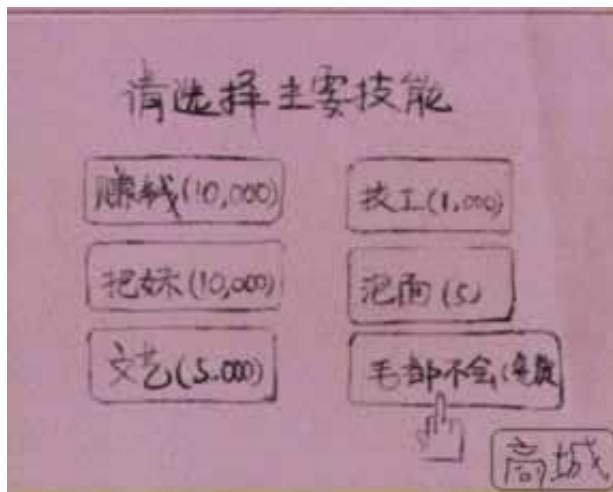 请选择主要技能
赚钱(10,000) 技工(1,000)
把妹(10,000) 泡面(5)
文艺(5.000) 毛都不会(免费
商城